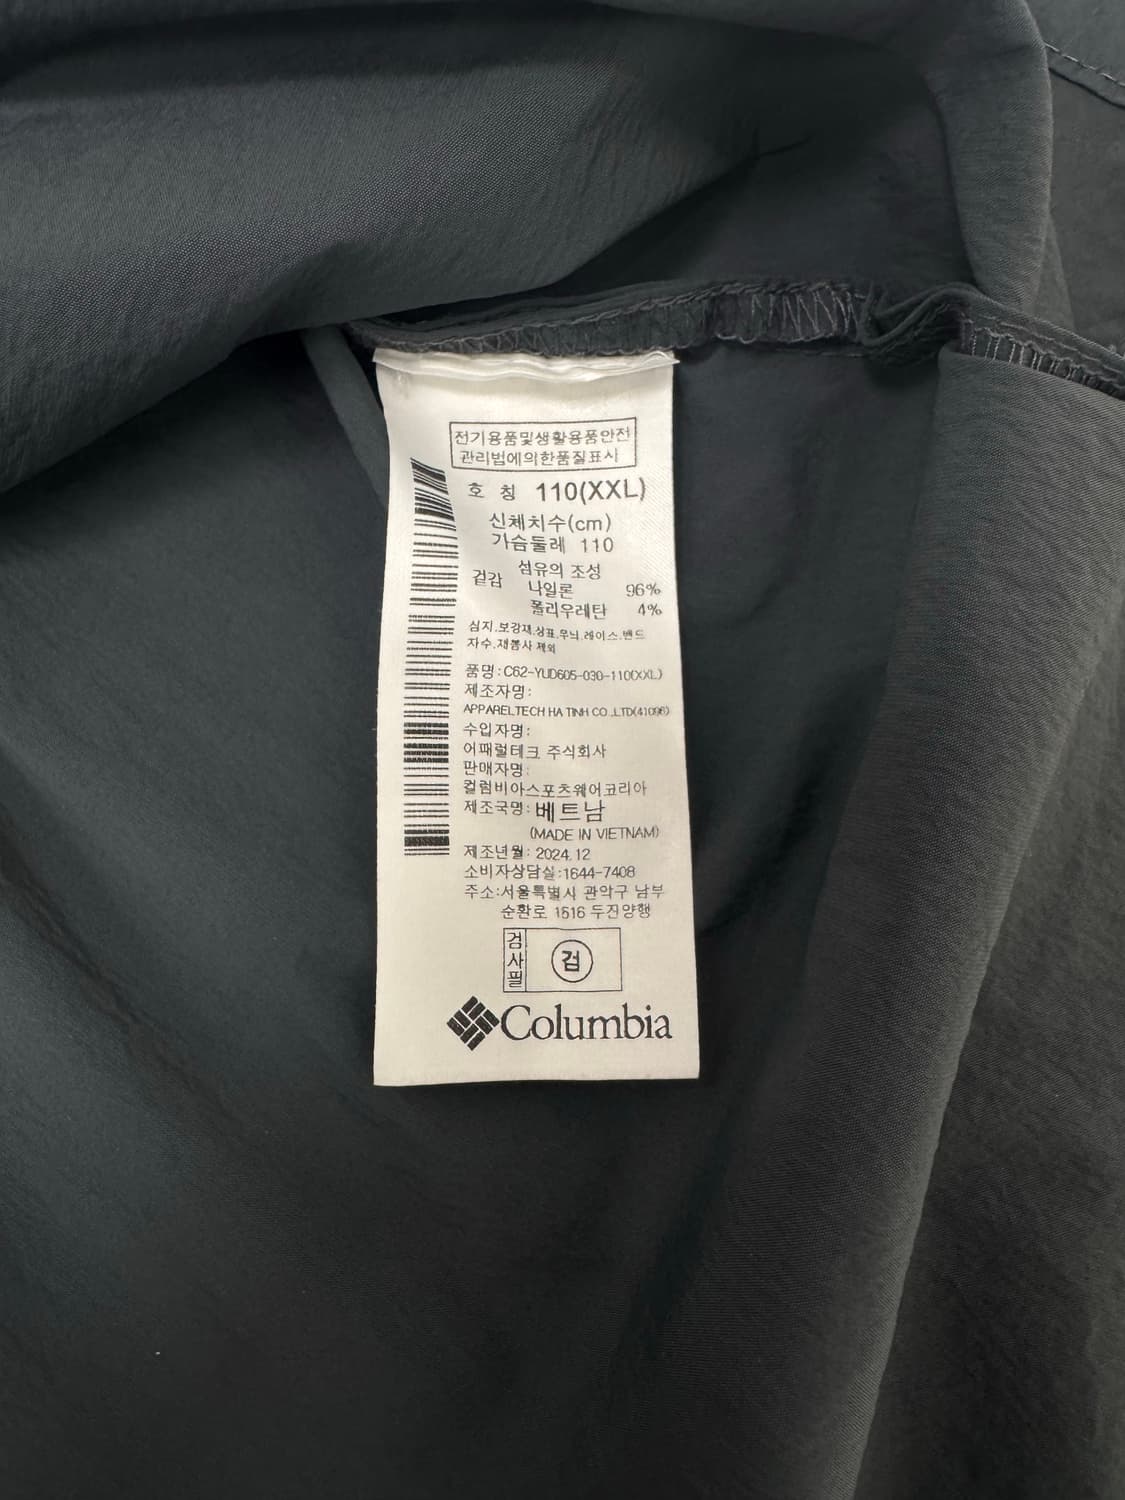 전기용품및생활용품안전
관리법에의한품질표시
호 칭 110(XXL)
신체치수(cm)
가슴둘레 110
섬유의 조성
겉감 나일론 96%
폴리우레탄 4%
심지.보강재.상표.무늬.레이스.밴드
자수.재봉사 제외
품명:C62-YUD605-030-110(XXL)
제조자명:
APPARELTECH HA TINH CO.,LTD(41096)
수입자명:
어패럴테크 주식회사
판매자명:
컬럼비아스포츠웨어코리아
제조국명: 베트남
(MADE IN VIETNAM)
제조년월: 2024.12
소비자상담실:1644-7408
주소:서울특별시 관악구 남부
순환로 1516 두진양행
검사필
검
Columbia